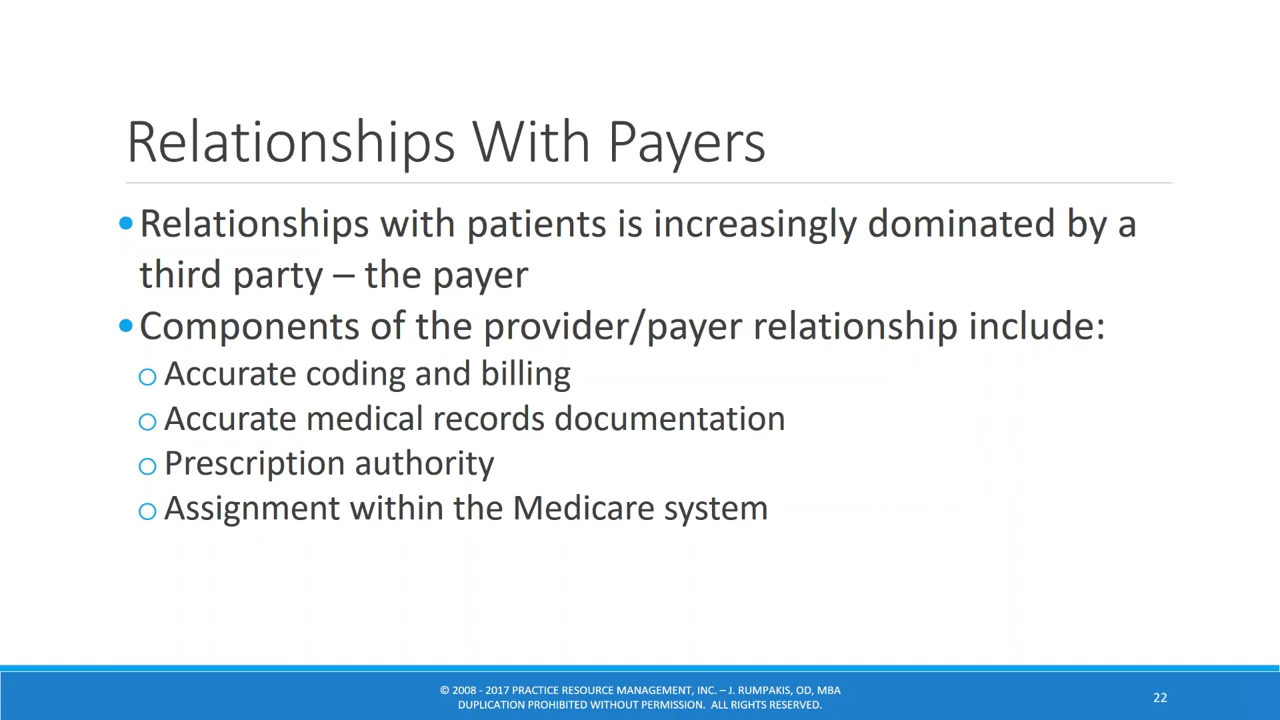 Relationships With Payers
•Relationships with patients is increasingly dominated by a
third party – the payer
•Components of the provider/payer relationship include:
o Accurate coding and billing
o Accurate medical records documentation
o Prescription authority
o Assignment within the Medicare system
© 2008 - 2017 PRACTICE RESOURCE MANAGEMENT, INC. – J. RUMPAKIS, OD, MBA
DUPLICATION PROHIBITED WITHOUT PERMISSION. ALL RIGHTS RESERVED.
22